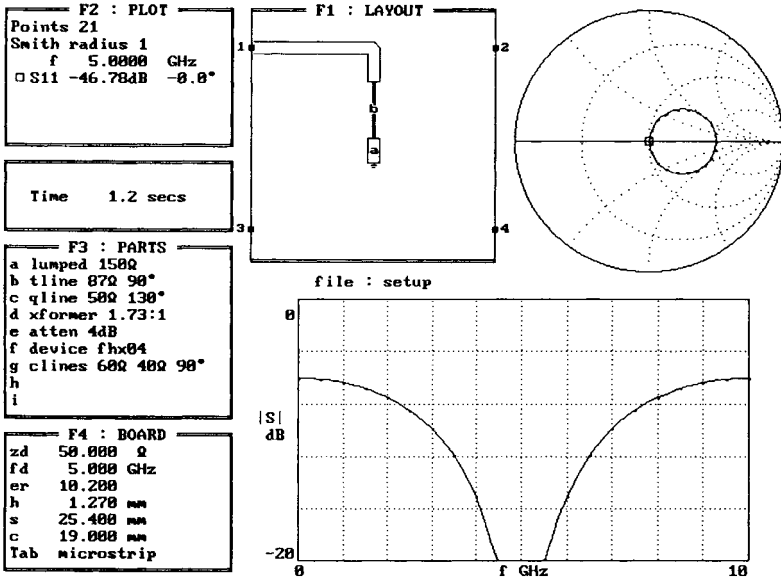 F2 : PLOT
Points 21
Smith radius 1
f 5.0000 GHz
□ S11 -46.78dB -0.0°
Time 1.2 secs
F3 : PARTS
a lumped 150Ω
b tline 87Ω 90°
c qline 50Ω 130°
d xformer 1.73:1
e atten 4dB
f device fhx04
g clines 60Ω 40Ω 90°
h
i
F4 : BOARD
zd 50.000 Ω
fd 5.000 GHz
er 10.200
h 1.270 mm
s 25.400 mm
c 19.000 mm
Tab microstrip
F1 : LAYOUT
1
2
b
a
3
4
file : setup
0
|S|
dB
-20
0 f GHz 10